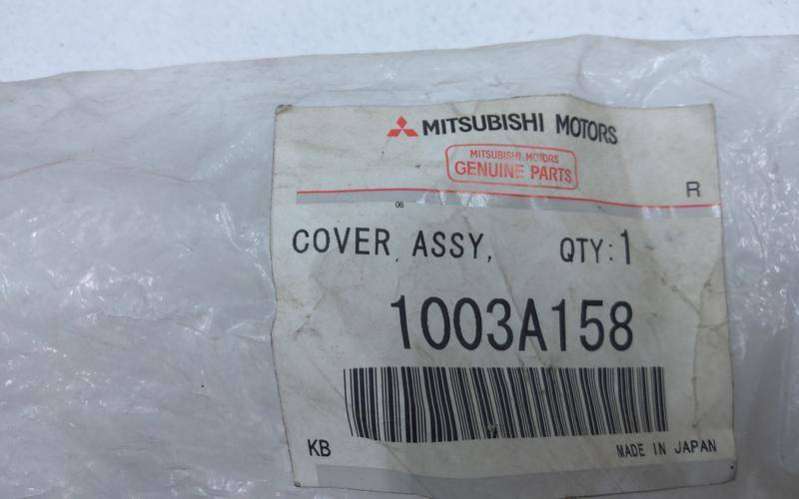 MITSUBISHI MOTORS
MITSUBISHI MOTORS
GENUINE PARTS
R
06
COVER ASSY, QTY:1
1003A158
KB MADE IN JAPAN